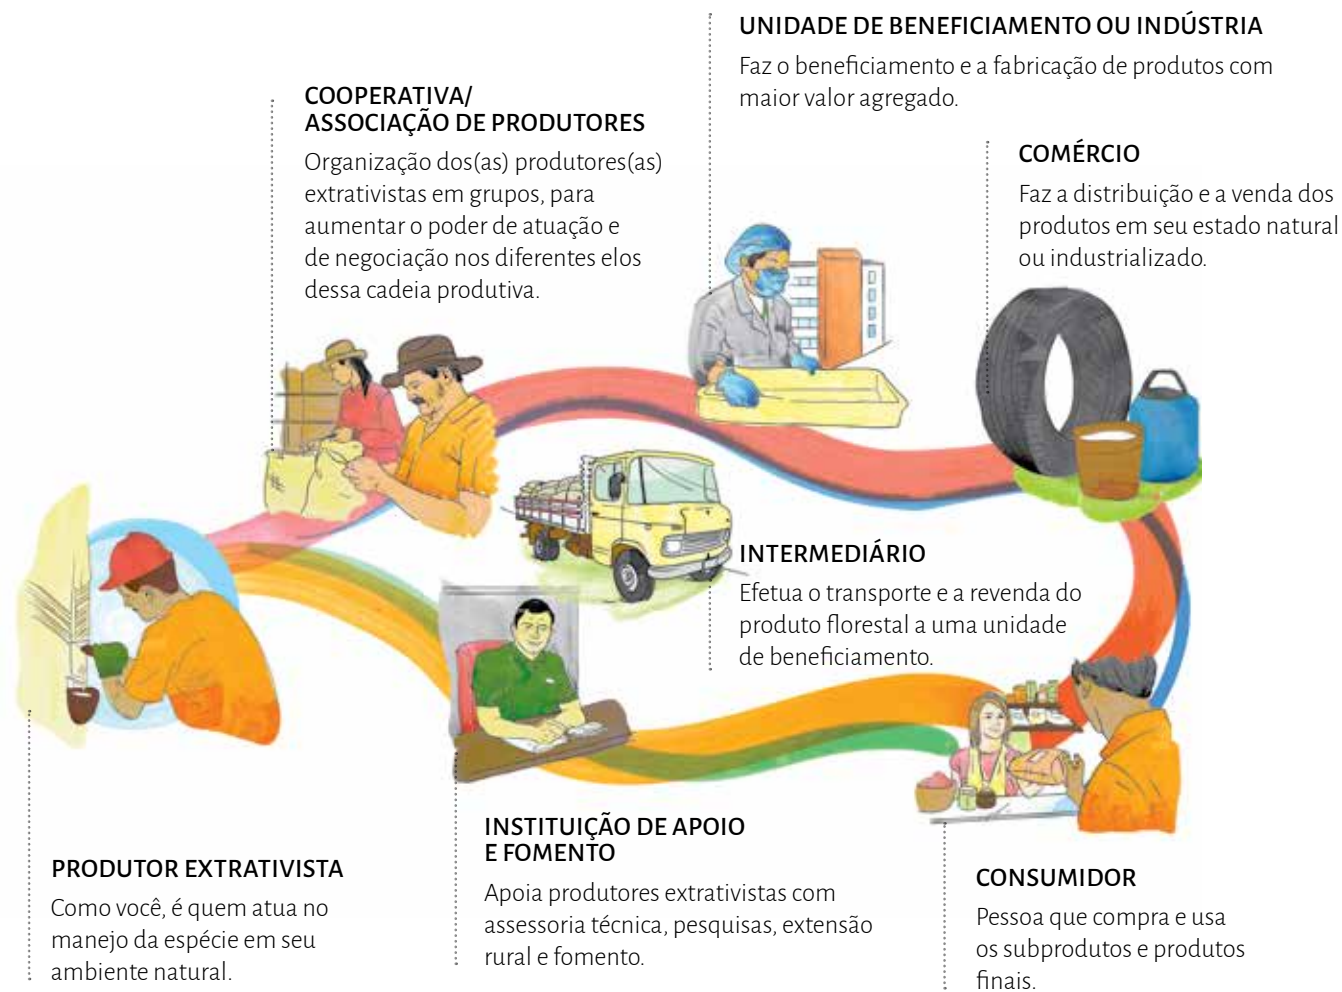 UNIDADE DE BENEFICIAMENTO OU INDÚSTRIA
Faz o beneficiamento e a fabricação de produtos com
maior valor agregado.
COOPERATIVA/
ASSOCIAÇÃO DE PRODUTORES
Organização dos(as) produtores(as)
extrativistas em grupos, para
aumentar o poder de atuação e
de negociação nos diferentes elos
dessa cadeia produtiva.
COMÉRCIO
Faz a distribuição e a venda dos
produtos em seu estado natural
ou industrializado.
INTERMEDIÁRIO
Efetua o transporte e a revenda do
produto florestal a uma unidade
de beneficiamento.
PRODUTOR EXTRATIVISTA
Como você, é quem atua no
manejo da espécie em seu
ambiente natural.
INSTITUIÇÃO DE APOIO
E FOMENTO
Apoia produtores extrativistas com
assessoria técnica, pesquisas, extensão
rural e fomento.
CONSUMIDOR
Pessoa que compra e usa
os subprodutos e produtos
finais.